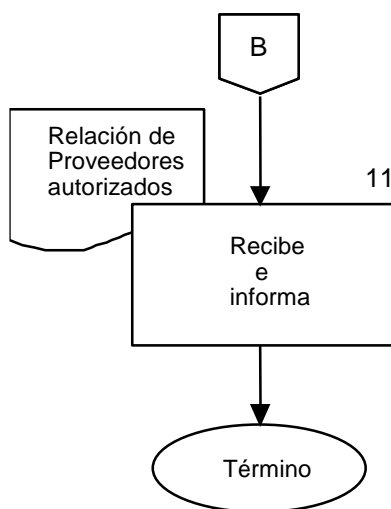 B
Relación de
Proveedores
autorizados
11
Recibe
e
informa
Término